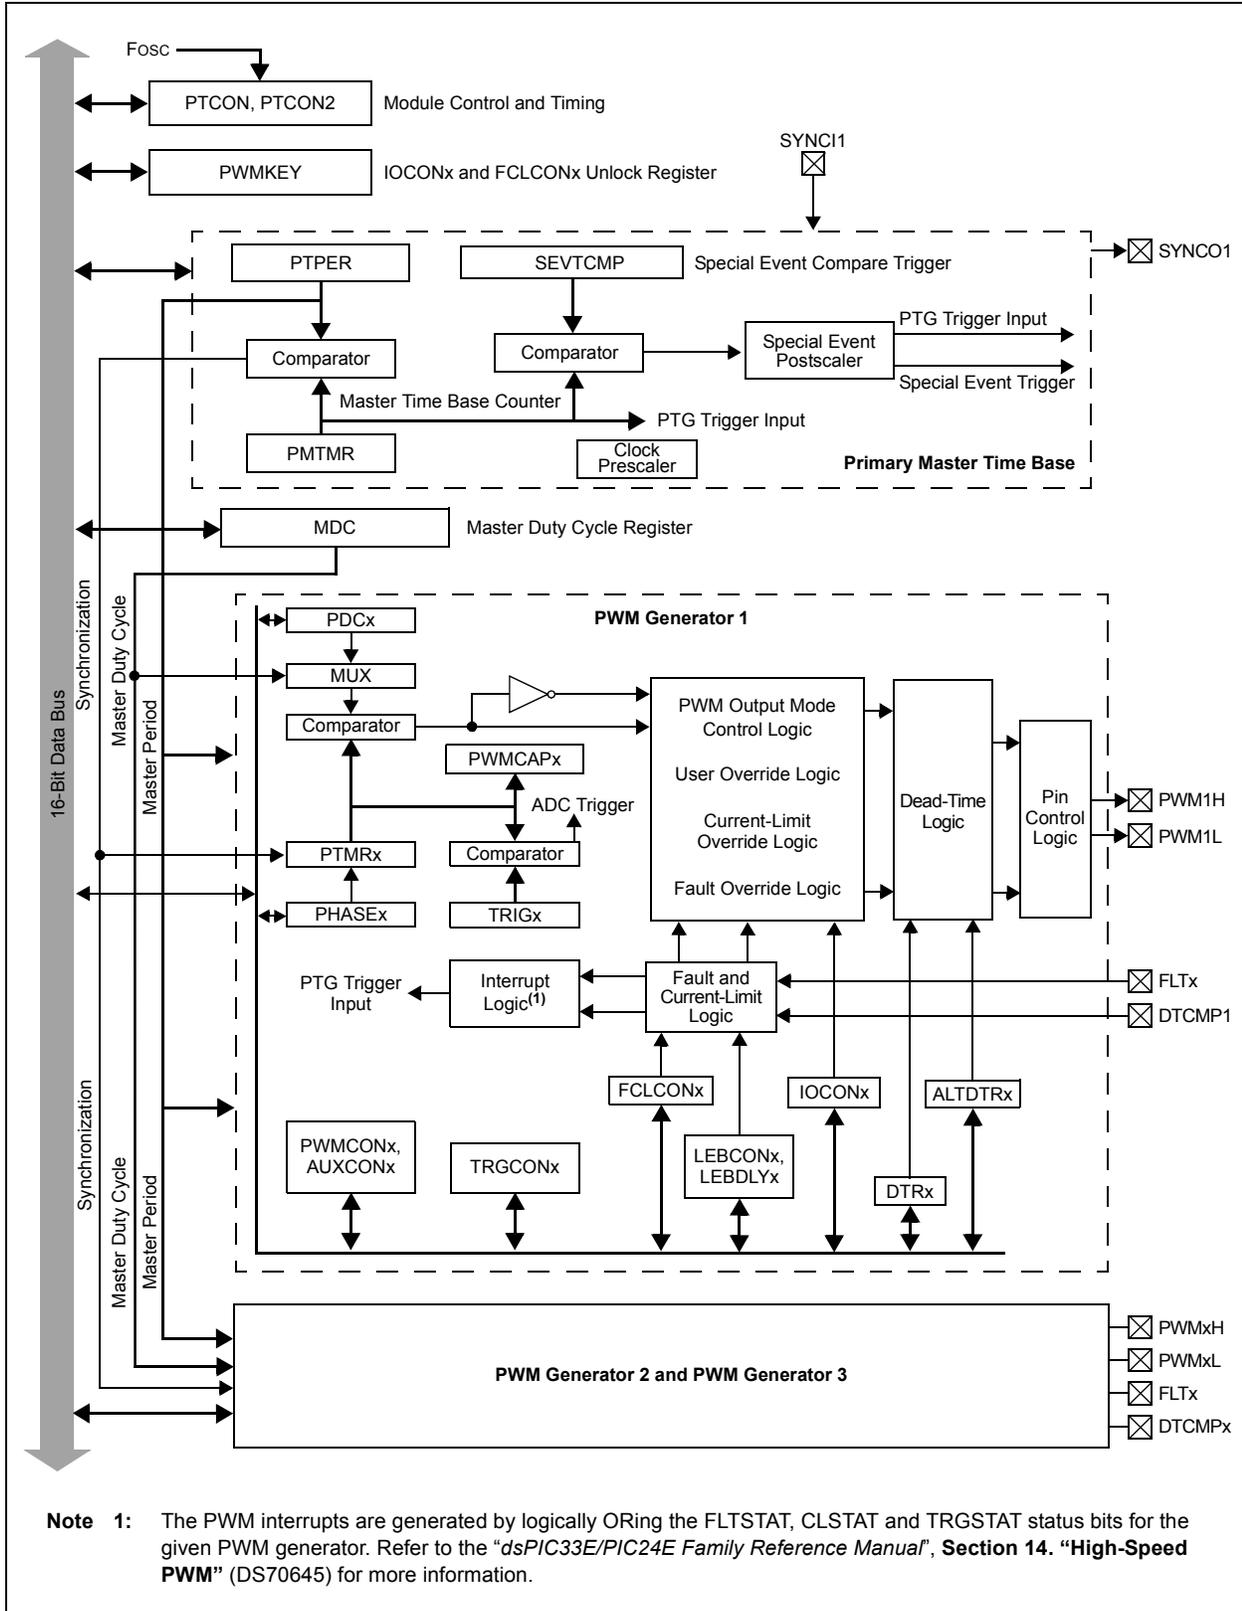 FOSC
PTCON, PTCON2
Module Control and Timing
SYNCI1
PWMKEY
IOCONx and FCLCONx Unlock Register
PTPER
SEVTCMP
Special Event Compare Trigger
SYNCO1
Comparator
Comparator
Special Event
Postscaler
PTG Trigger Input
Special Event Trigger
Master Time Base Counter
PTG Trigger Input
PMTMR
Clock
Prescaler
Primary Master Time Base
MDC
Master Duty Cycle Register
16-Bit Data Bus
Synchronization
Master Duty Cycle
Master Period
PWM Generator 1
PDCx
MUX
Comparator
PWMCAPx
ADC Trigger
PTMRx
Comparator
PHASEx
TRIGx
PWM Output Mode
Control Logic
User Override Logic
Current-Limit
Override Logic
Fault Override Logic
Dead-Time
Logic
Pin
Control
Logic
PWM1H
PWM1L
PTG Trigger
Input
Interrupt
Logic(1)
Fault and
Current-Limit
Logic
FLTx
DTCMP1
FCLCONx
IOCONx
ALTDTRx
PWMCONx,
AUXCONx
TRGCONx
LEBCONx,
LEBDLYx
DTRx
Synchronization
Master Duty Cycle
Master Period
PWM Generator 2 and PWM Generator 3
PWMxH
PWMxL
FLTx
DTCMPx
Note 1: The PWM interrupts are generated by logically ORing the FLTSTAT, CLSTAT and TRGSTAT status bits for the
given PWM generator. Refer to the “dsPIC33E/PIC24E Family Reference Manual”, Section 14. “High-Speed
PWM” (DS70645) for more information.